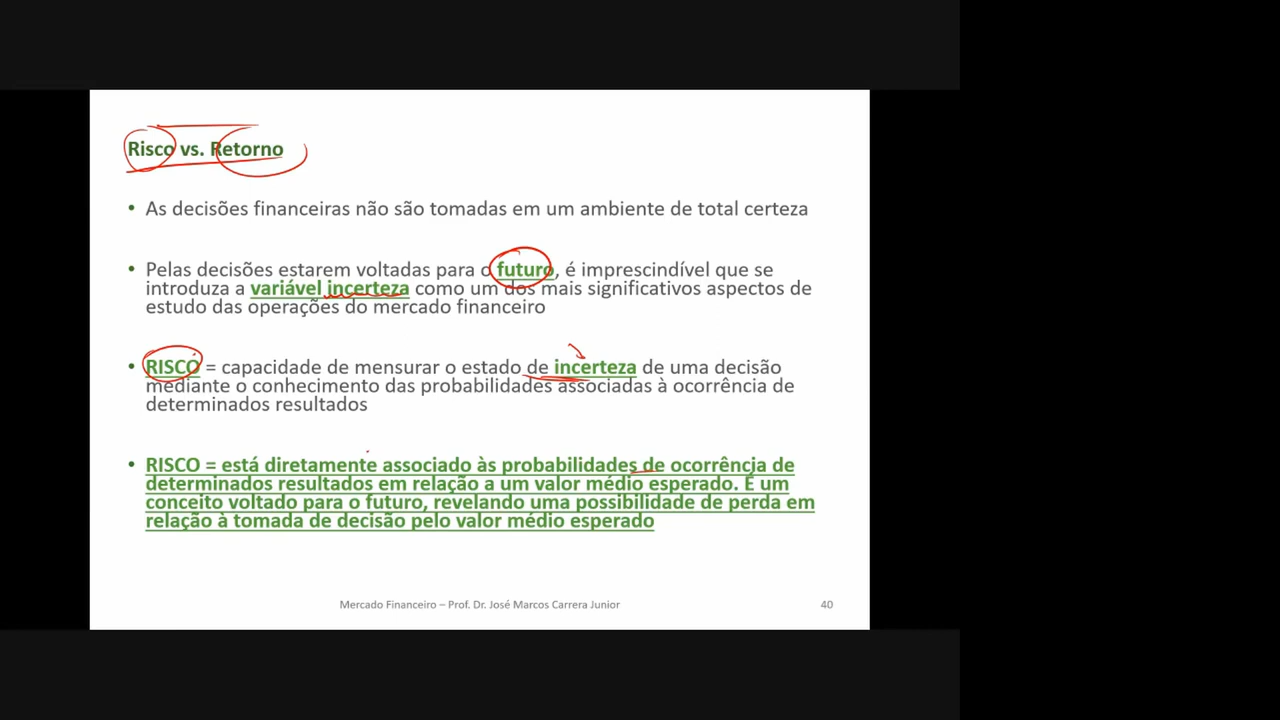 Risco vs. Retorno
• As decisões financeiras não são tomadas em um ambiente de total certeza
• Pelas decisões estarem voltadas para o futuro, é imprescindível que se
introduza a variável incerteza como um dos mais significativos aspectos de
estudo das operações do mercado financeiro
• RISCO = capacidade de mensurar o estado de incerteza de uma decisão
mediante o conhecimento das probabilidades associadas à ocorrência de
determinados resultados
• RISCO = está diretamente associado às probabilidades de ocorrência de
determinados resultados em relação a um valor médio esperado. É um
conceito voltado para o futuro, revelando uma possibilidade de perda em
relação à tomada de decisão pelo valor médio esperado
Mercado Financeiro – Prof. Dr. José Marcos Carrera Junior
40